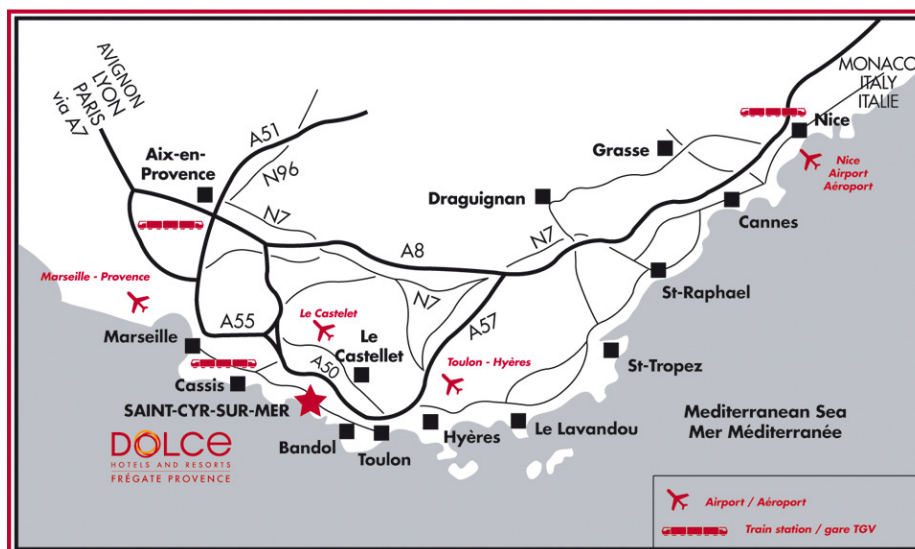 AVIGNON
LYON
PARIS
via A7
A51
N96
Aix-en-
Provence
N7
MONACO
ITALY
ITALIE
Nice
Nice
Airport
Aéroport
Grasse
Draguignan
Cannes
N7
A8
Marseille - Provence
St-Raphael
N7
Le Castelet
A55
A57
Marseille
Le
Castellet
A50
Toulon - Hyères
St-Tropez
Cassis
SAINT-CYR-SUR-MER
Mediterranean Sea
Mer Méditerranée
Bandol
Toulon
Hyères
Le Lavandou
DOLCe
HOTELS AND RESORTS
FRÉGATE PROVENCE
Airport / Aéroport
Train station / gare TGV